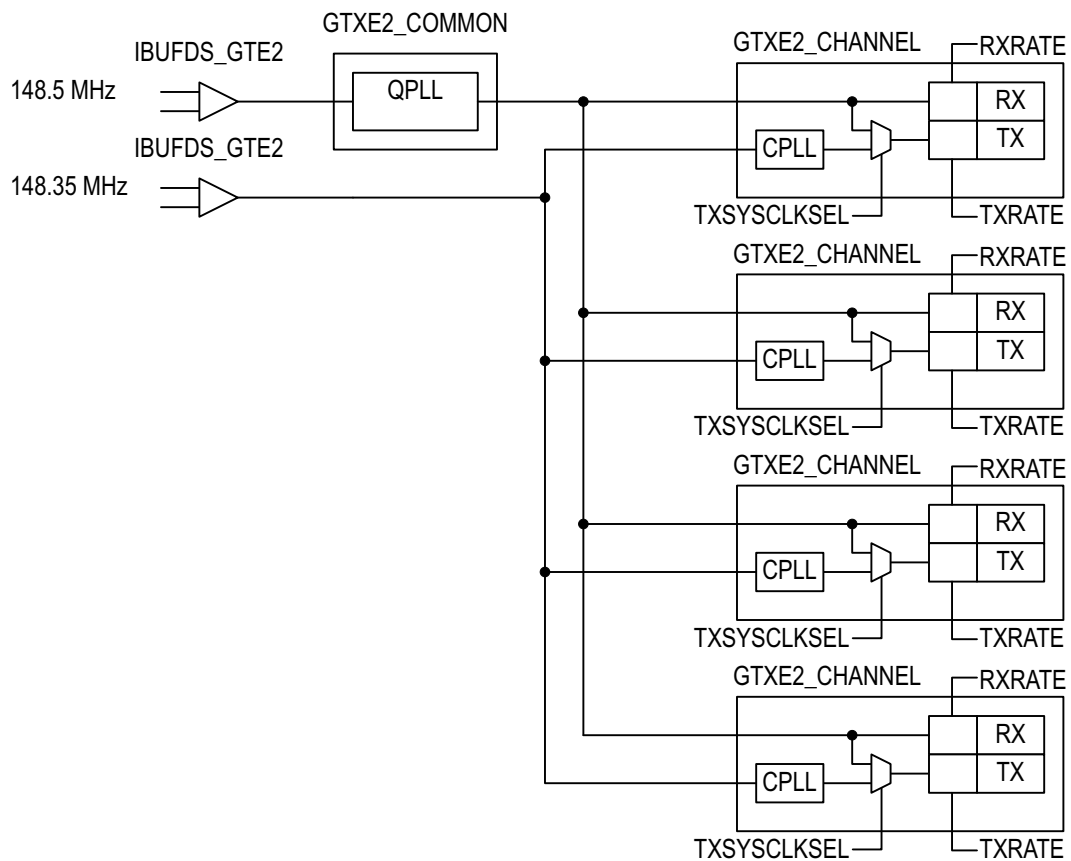 GTXE2_COMMON
IBUFDS_GTE2
148.5 MHz
QPLL
IBUFDS_GTE2
148.35 MHz
GTXE2_CHANNEL
RXRATE
RX
CPLL
TX
TXSYSCLKSEL
TXRATE
GTXE2_CHANNEL
RXRATE
RX
CPLL
TX
TXSYSCLKSEL
TXRATE
GTXE2_CHANNEL
RXRATE
RX
CPLL
TX
TXSYSCLKSEL
TXRATE
GTXE2_CHANNEL
RXRATE
RX
CPLL
TX
TXSYSCLKSEL
TXRATE